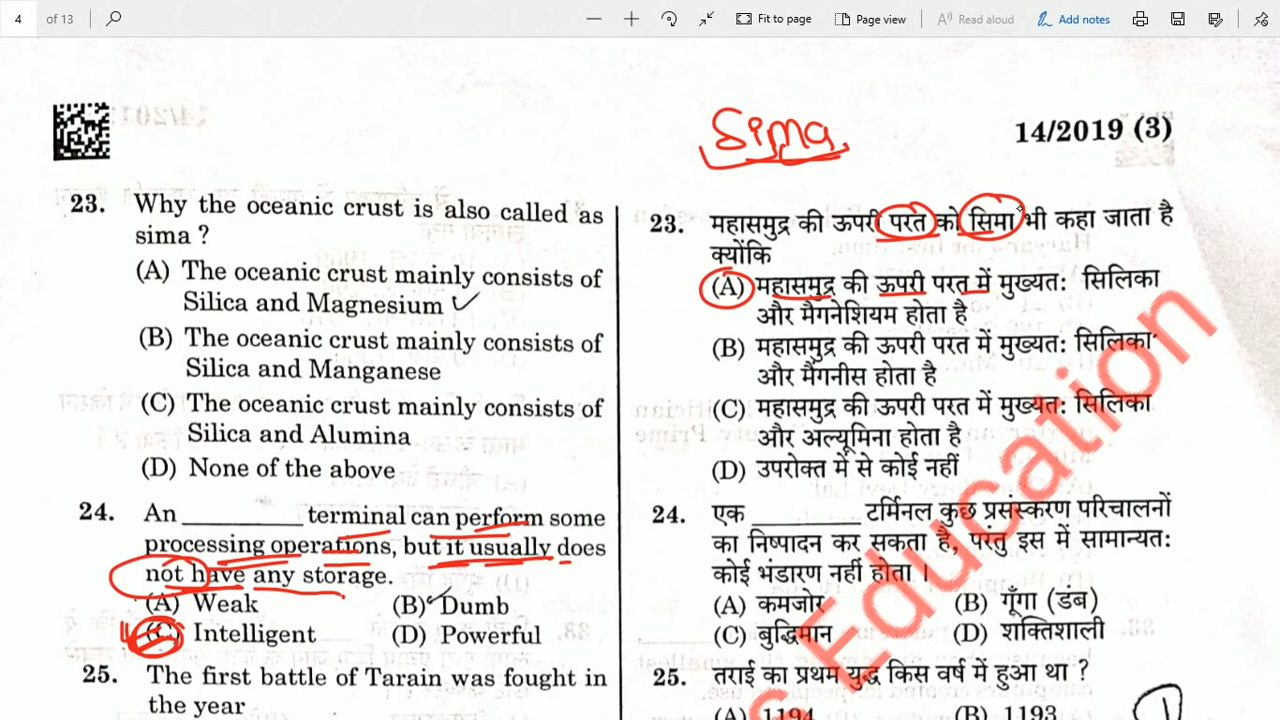 4 of 13 Fit to page Page view Read aloud Add notes
Sima
14/2019 (3)
23. Why the oceanic crust is also called as
sima ?
(A) The oceanic crust mainly consists of
Silica and Magnesium
(B) The oceanic crust mainly consists of
Silica and Manganese
(C) The oceanic crust mainly consists of
Silica and Alumina
(D) None of the above
24. An __________ terminal can perform some
processing operations, but it usually does
not have any storage.
(A) Weak (B) Dumb
(C) Intelligent (D) Powerful
25. The first battle of Tarain was fought in
the year
23. महासमुद्र की ऊपरी परत को सिमा भी कहा जाता है
क्योंकि
(A) महासमुद्र की ऊपरी परत में मुख्यत: सिलिका
और मैगनेशियम होता है
(B) महासमुद्र की ऊपरी परत में मुख्यत: सिलिका
और मैंगनीस होता है
(C) महासमुद्र की ऊपरी परत में मुख्यत: सिलिका
और अल्यूमिना होता है
(D) उपरोक्त में से कोई नहीं
24. एक __________ टर्मिनल कुछ प्रसंस्करण परिचालनों
का निष्पादन कर सकता है, परंतु इस में सामान्यत:
कोई भंडारण नहीं होता ।
(A) कमजोर (B) गूँगा (डंब)
(C) बुद्धिमान (D) शक्तिशाली
25. तराई का प्रथम युद्ध किस वर्ष में हुआ था ?
(A) 1194 (B) 1193
Education